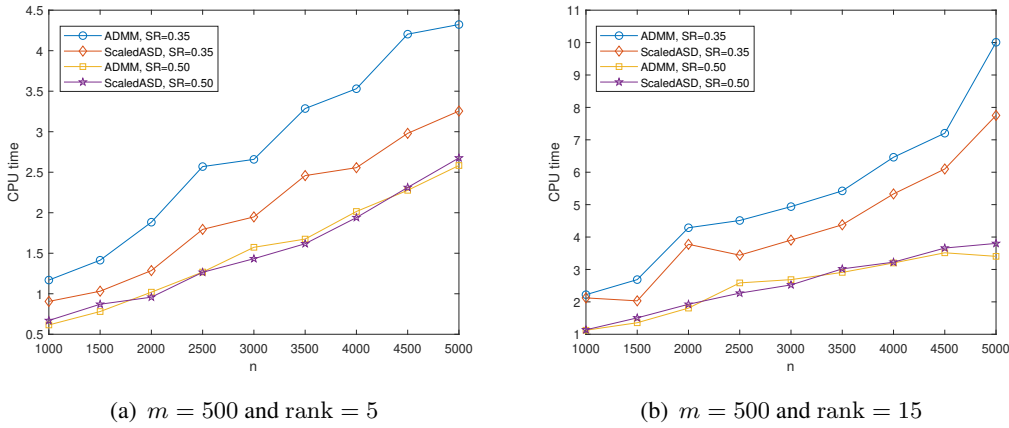 4.5
4
3.5
3
2.5
2
1.5
1
0.5
CPU time
ADMM, SR=0.35
ScaledASD, SR=0.35
ADMM, SR=0.50
ScaledASD, SR=0.50
1000 1500 2000 2500 3000 3500 4000 4500 5000
n
(a) m = 500 and rank = 5
11
10
9
8
7
6
5
4
3
2
1
CPU time
ADMM, SR=0.35
ScaledASD, SR=0.35
ADMM, SR=0.50
ScaledASD, SR=0.50
1000 1500 2000 2500 3000 3500 4000 4500 5000
n
(b) m = 500 and rank = 15